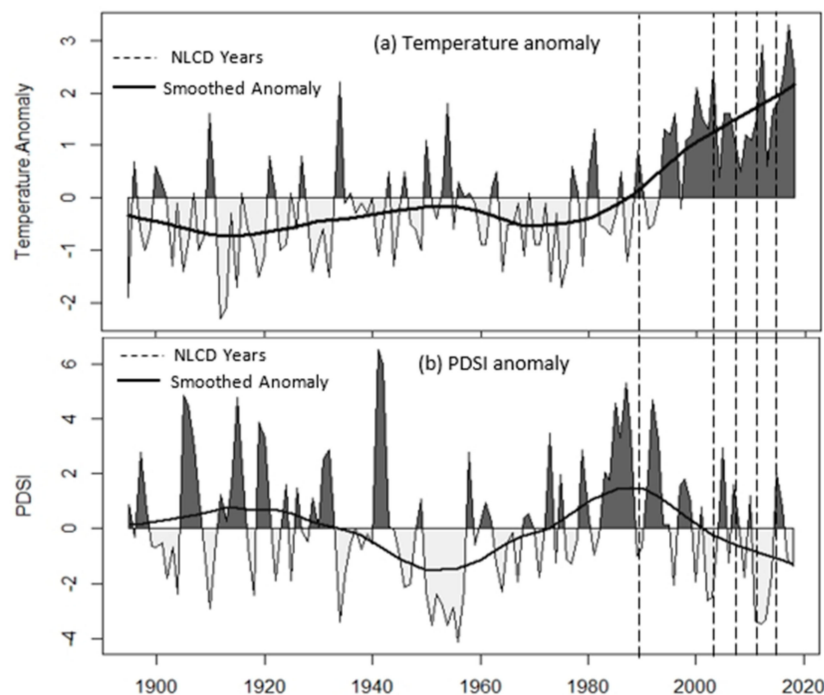 (a) Temperature anomaly
NLCD Years
Smoothed Anomaly
Temperature Anomaly
3
2
1
0
-1
-2
(b) PDSI anomaly
NLCD Years
Smoothed Anomaly
PDSI
6
4
2
0
-2
-4
1900 1920 1940 1960 1980 2000 2020